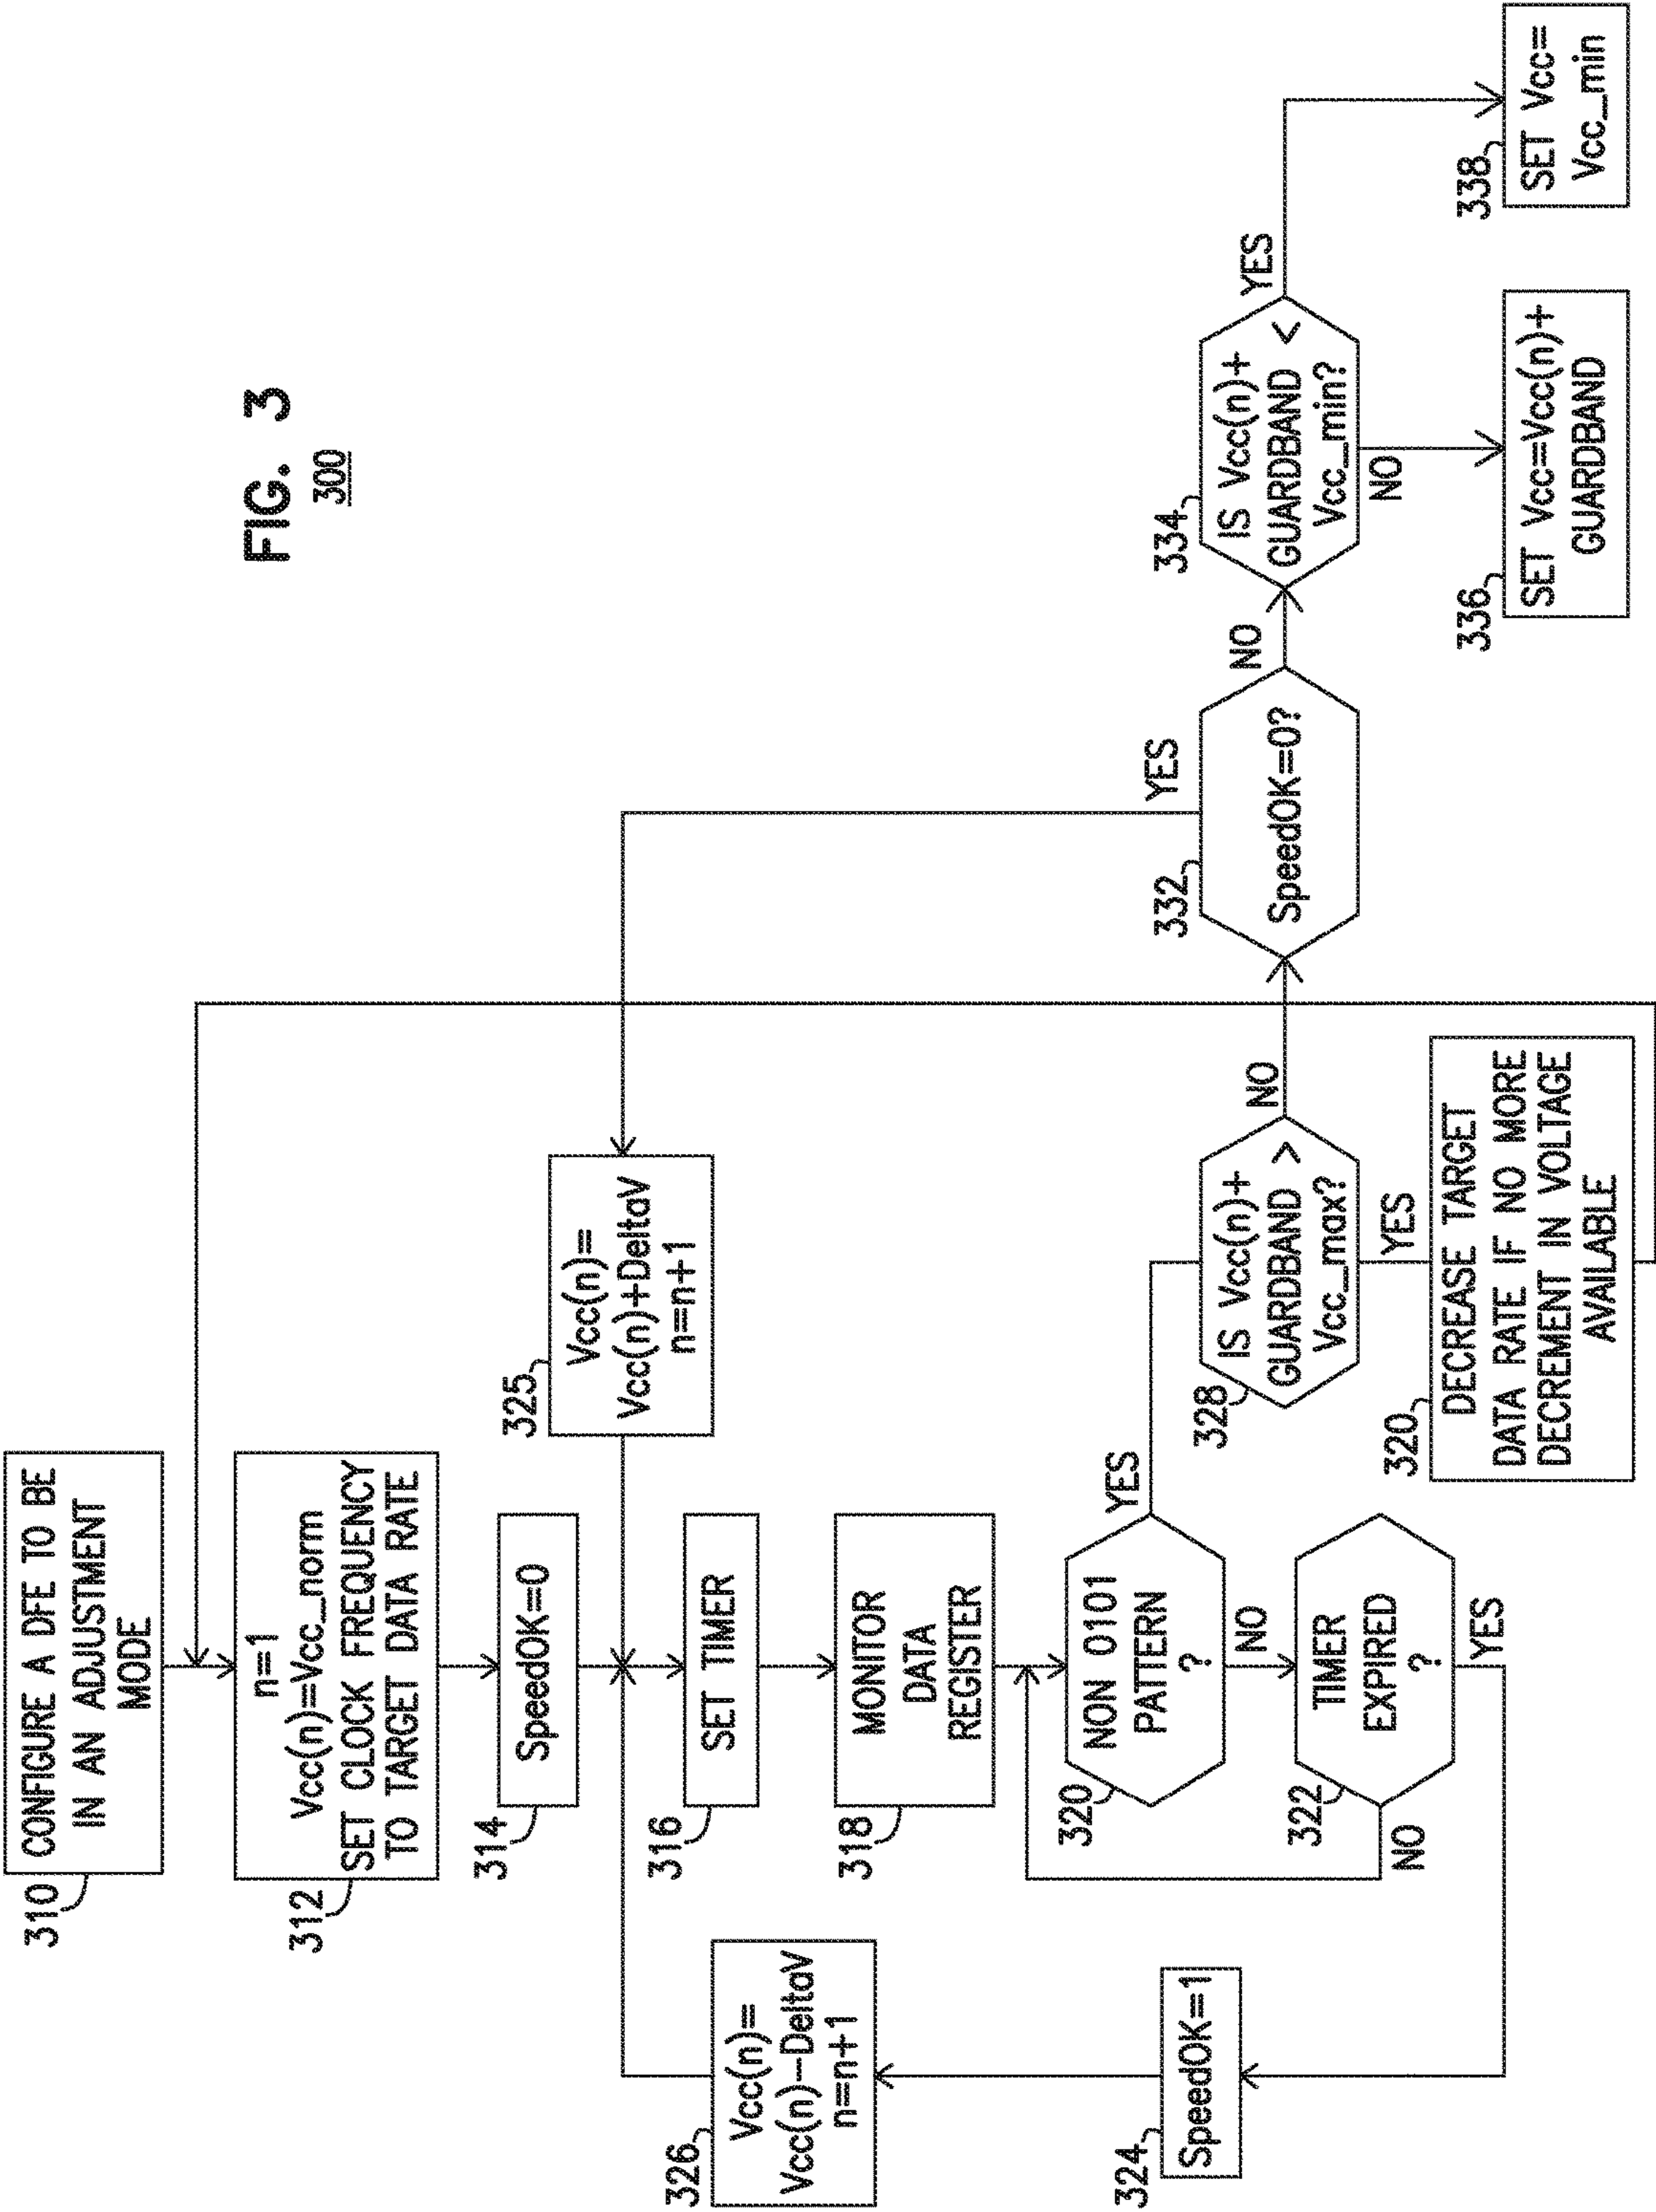 FIG. 3
300
310
CONFIGURE A DFE TO BE
IN AN ADJUSTMENT
MODE
312
n=1
Vcc(n)=Vcc_norm
SET CLOCK FREQUENCY
TO TARGET DATA RATE
314
SpeedOK=0
325
Vcc(n)=
Vcc(n)+DeltaV
n=n+1
316
SET TIMER
326
Vcc(n)=
Vcc(n)-DeltaV
n=n+1
318
MONITOR
DATA
REGISTER
320
NON 0101
PATTERN
?
YES
NO
322
TIMER
EXPIRED
?
NO
YES
324
SpeedOK=1
328
IS Vcc(n)+
GUARDBAND >
Vcc_max?
NO
YES
320
DECREASE TARGET
DATA RATE IF NO MORE
DECREMENT IN VOLTAGE
AVAILABLE
332
SpeedOK=0?
YES
NO
334
IS Vcc(n)+
GUARDBAND <
Vcc_min?
YES
NO
336
SET Vcc=Vcc(n)+
GUARDBAND
338
SET Vcc=
Vcc_min